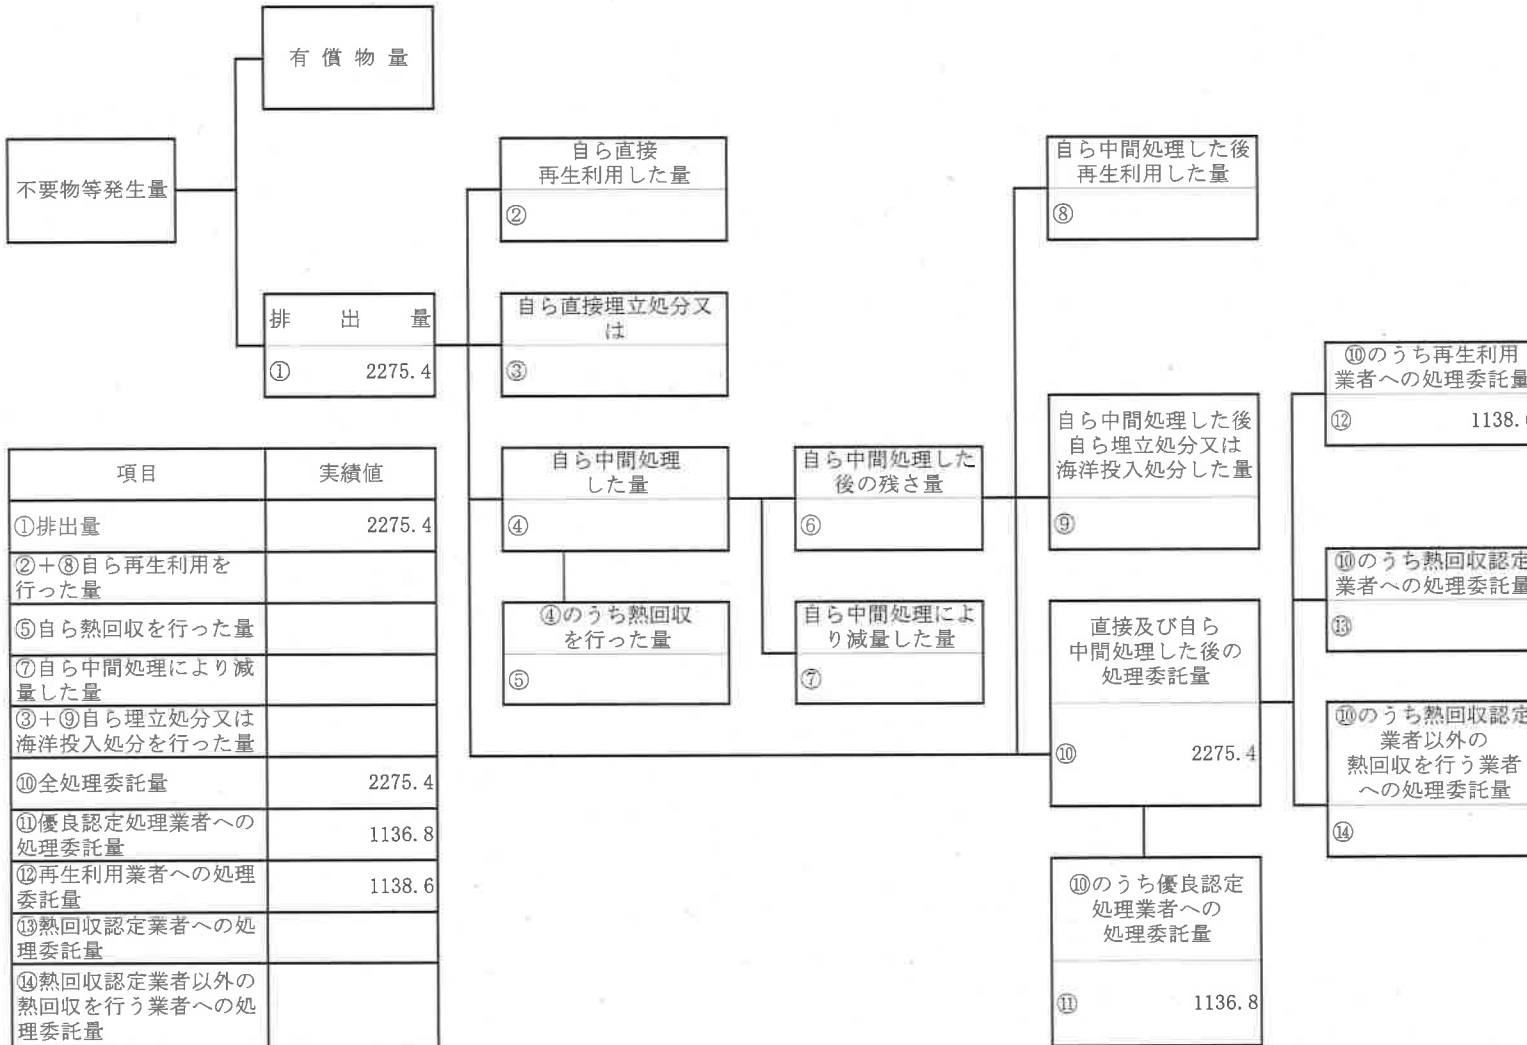 有償物量
不要物等発生量
排出量
① 2275.4
自ら直接
再生利用した量
②
自ら直接埋立処分又
は
③
自ら中間処理
した量
④
④のうち熱回収
を行った量
⑤
自ら中間処理した
後の残さ量
⑥
自ら中間処理によ
り減量した量
⑦
自ら中間処理した後
再生利用した量
⑧
自ら中間処理した後
自ら埋立処分又は
海洋投入処分した量
⑨
直接及び自ら
中間処理した後の
処理委託量
⑩ 2275.4
⑩のうち優良認定
処理業者への
処理委託量
⑪ 1136.8
⑩のうち再生利用
業者への処理委託量
⑫ 1138.
⑩のうち熱回収認定
業者への処理委託量
⑬
⑩のうち熱回収認定
業者以外の
熱回収を行う業者
への処理委託量
⑭
項目 実績値
①排出量 2275.4
②+⑧自ら再生利用を
行った量
⑤自ら熱回収を行った量
⑦自ら中間処理により減
量した量
③+⑨自ら埋立処分又は
海洋投入処分を行った量
⑩全処理委託量 2275.4
⑪優良認定処理業者への
処理委託量 1136.8
⑫再生利用業者への処理
委託量 1138.6
⑬熱回収認定業者への処
理委託量
⑭熱回収認定業者以外の
熱回収を行う業者への処
理委託量